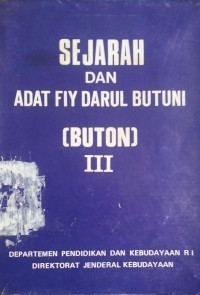 SEJARAH
DAN
ADAT FIY DARUL BUTUNI
(BUTON)
III
DEPARTEMEN PENDIDIKAN DAN KEBUDAYAAN R I
DIREKTORAT JENDERAL KEBUDAYAAN